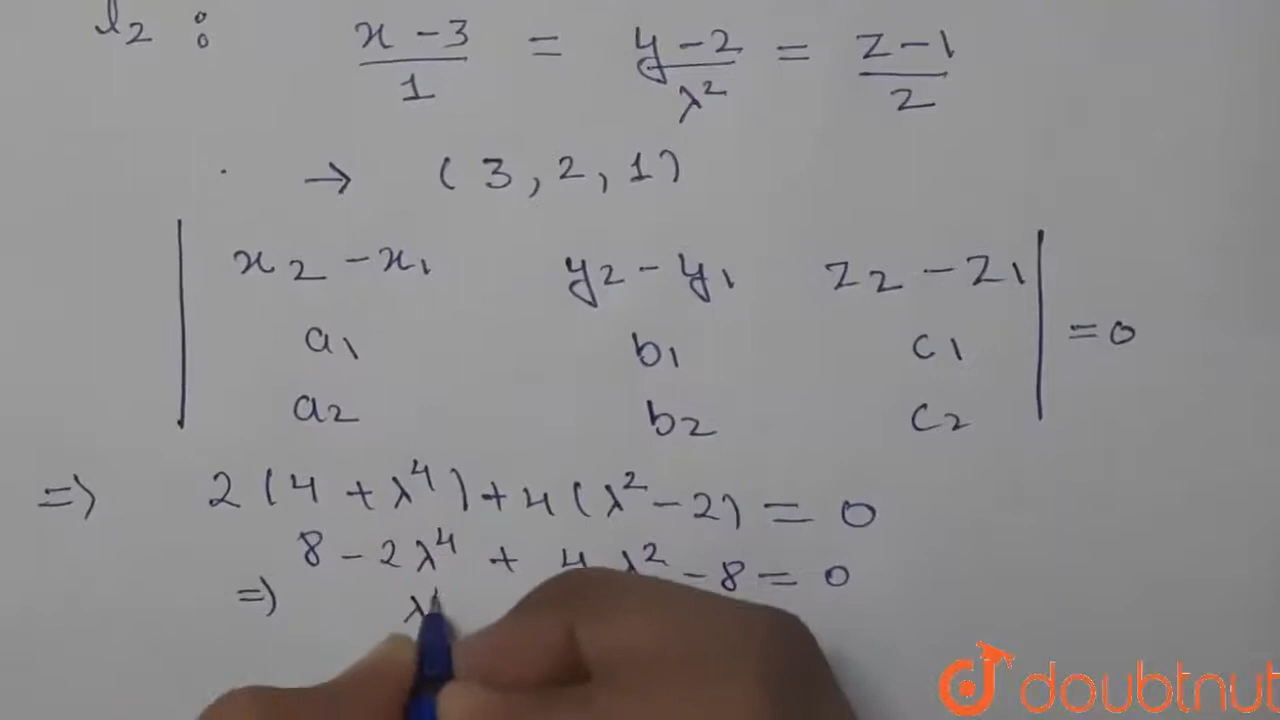 l₂ : (x - 3)/1 = (y - 2)/λ² = (z - 1)/2
→ (3, 2, 1)
| x₂ - x₁ y₂ - y₁ z₂ - z₁ |
| a₁ b₁ c₁ | = 0
| a₂ b₂ c₂ |
=> 2(4 + λ⁴) + 4(λ² - 2) = 0
8 - 2λ⁴ + 4λ² - 8 = 0
=> λ
doubtnut